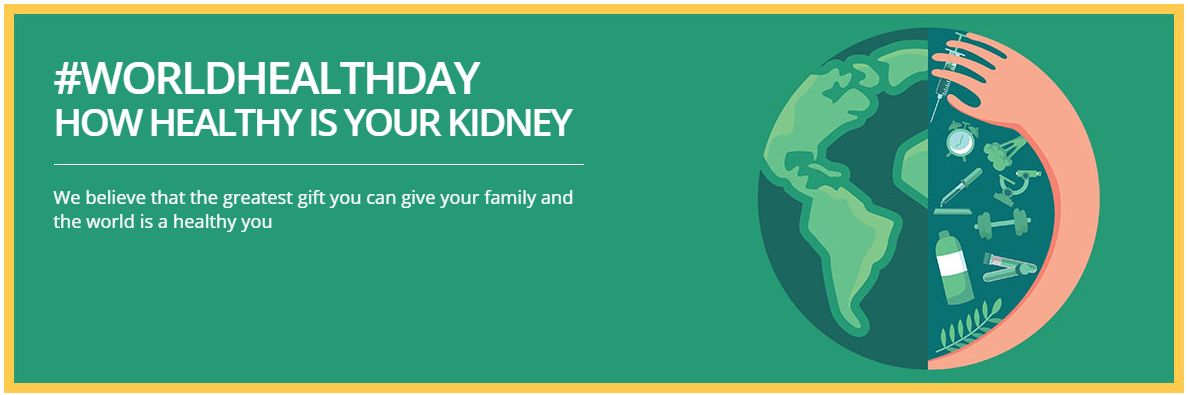 #WORLDHEALTHDAY
HOW HEALTHY IS YOUR KIDNEY
We believe that the greatest gift you can give your family and
the world is a healthy you